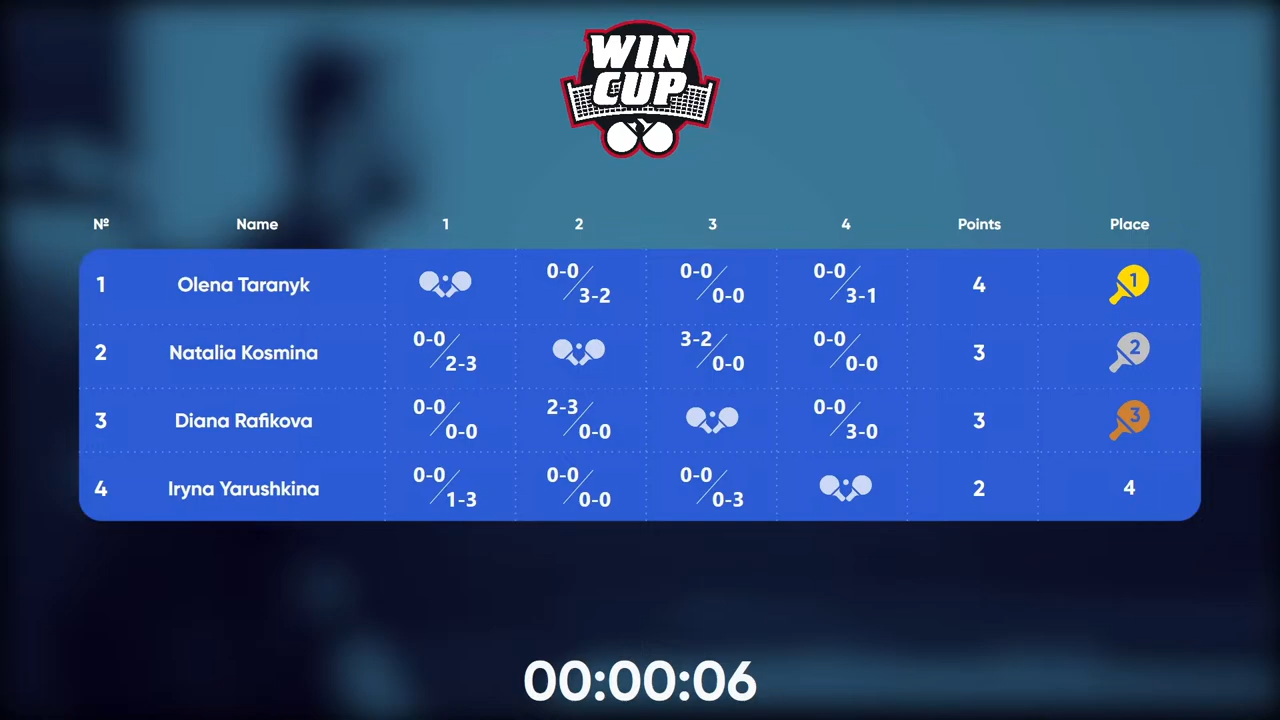 WIN
CUP
№ Name 1 2 3 4 Points Place
1 Olena Taranyk 0-0/3-2 0-0/0-0 0-0/3-1 4 1
2 Natalia Kosmina 0-0/2-3 3-2/0-0 0-0/0-0 3 2
3 Diana Rafikova 0-0/0-0 2-3/0-0 0-0/3-0 3 3
4 Iryna Yarushkina 0-0/1-3 0-0/0-0 0-0/0-3 2 4
00:00:06